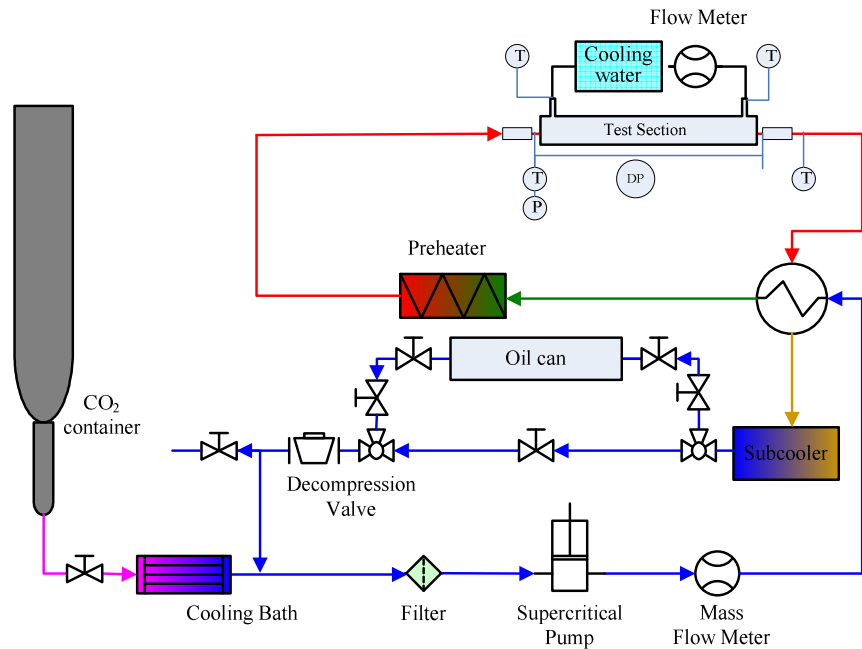 Flow Meter
T
Cooling
water
T
Test Section
T
DP
T
P
Preheater
Oil can
CO₂
container
Subcooler
Decompression
Valve
Cooling Bath
Filter
Supercritical
Pump
Mass
Flow Meter